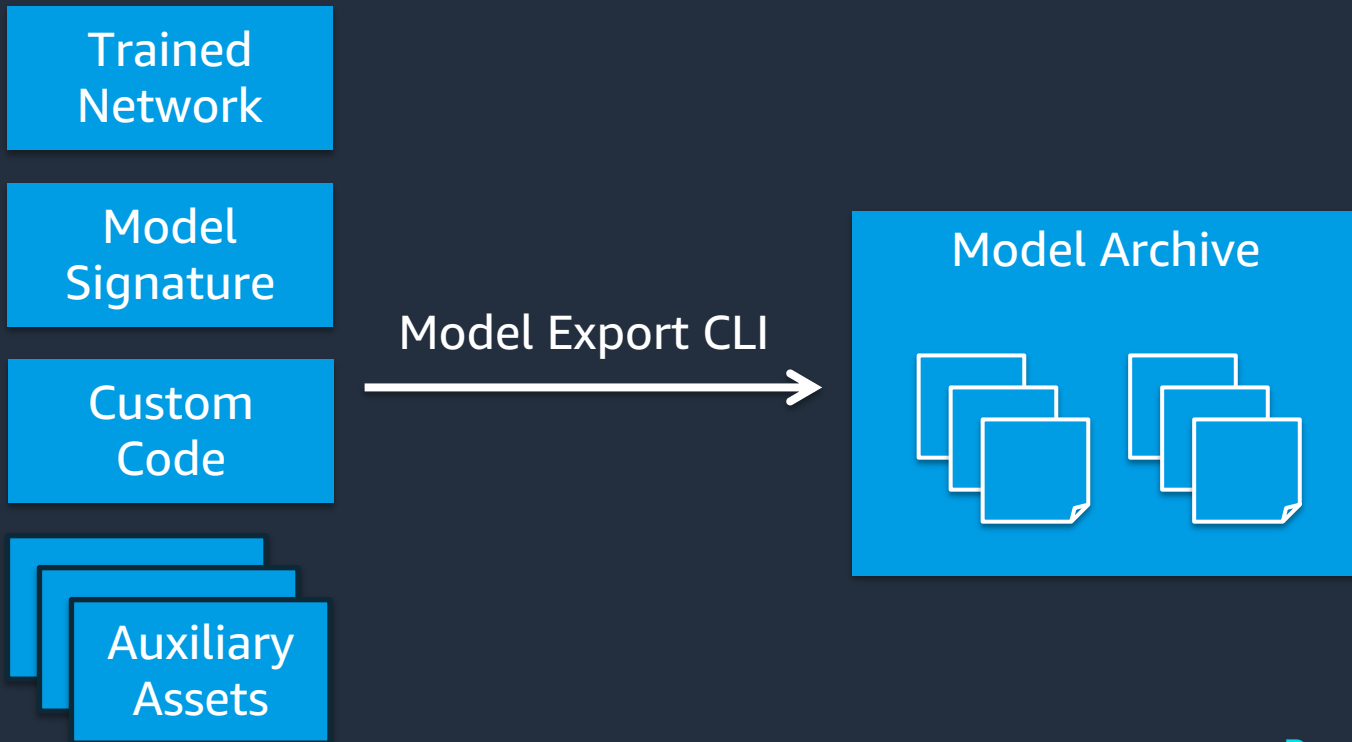 Trained
Network
Model
Signature
Custom
Code
Auxiliary
Assets
Model Export CLI
Model Archive